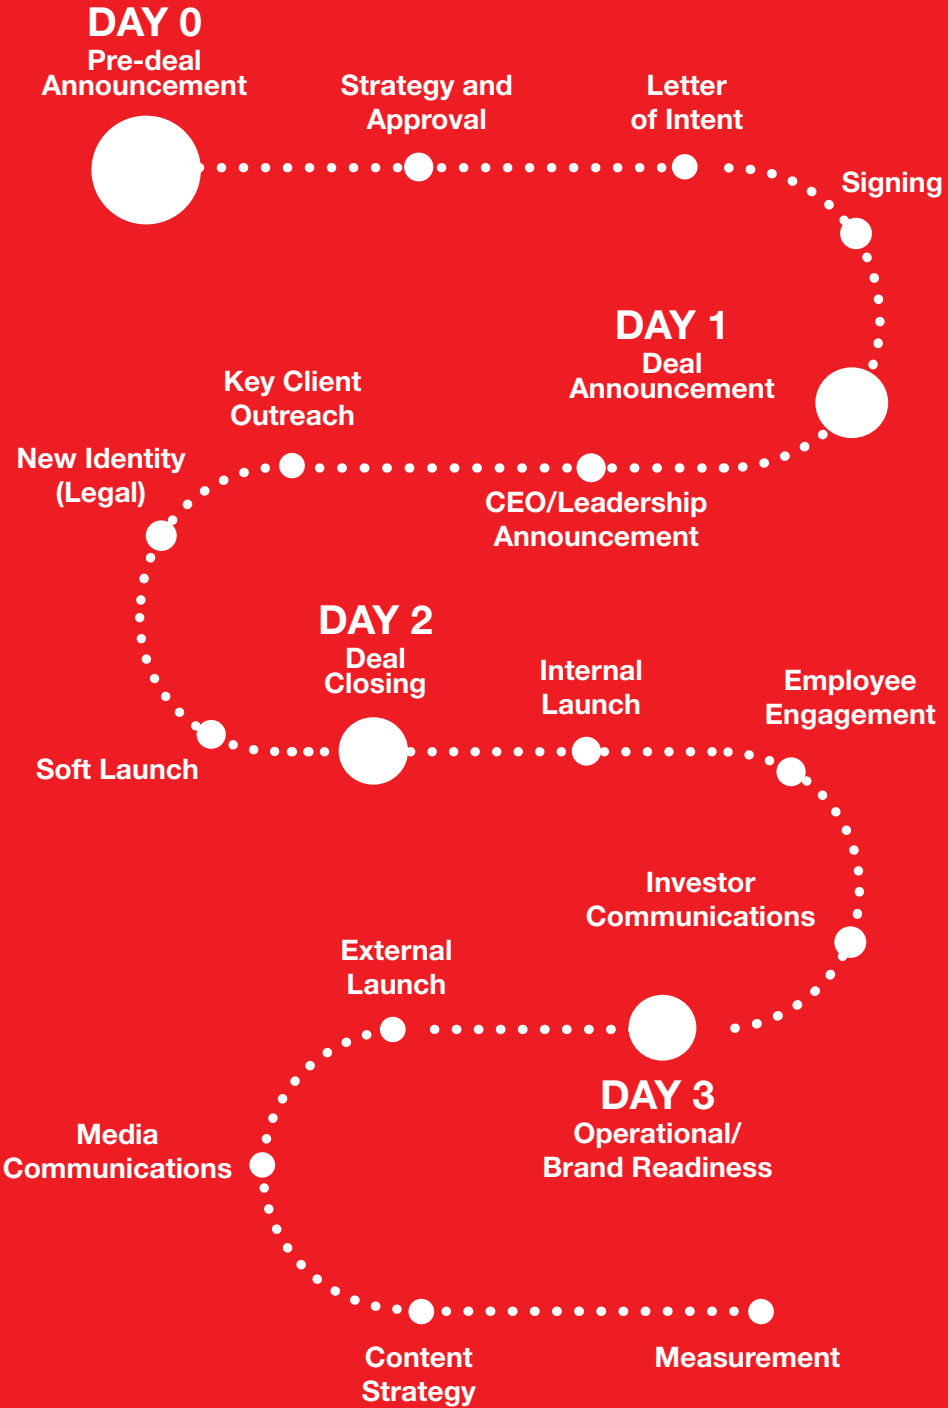 DAY 0
Pre-deal
Announcement
Strategy and
Approval
Letter
of Intent
Signing
DAY 1
Deal
Announcement
CEO/Leadership
Announcement
Key Client
Outreach
New Identity
(Legal)
Soft Launch
DAY 2
Deal
Closing
Internal
Launch
Employee
Engagement
Investor
Communications
DAY 3
Operational/
Brand Readiness
External
Launch
Media
Communications
Content
Strategy
Measurement